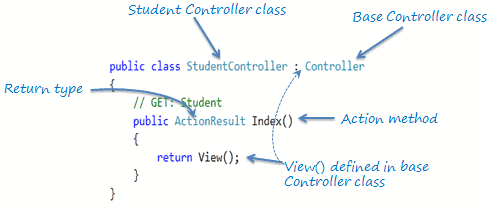 Student Controller class
Base Controller class
public class StudentController : Controller
{
Return type
// GET: Student
public ActionResult Index()
Action method
{
return View();
View() defined in base
Controller class
}
}